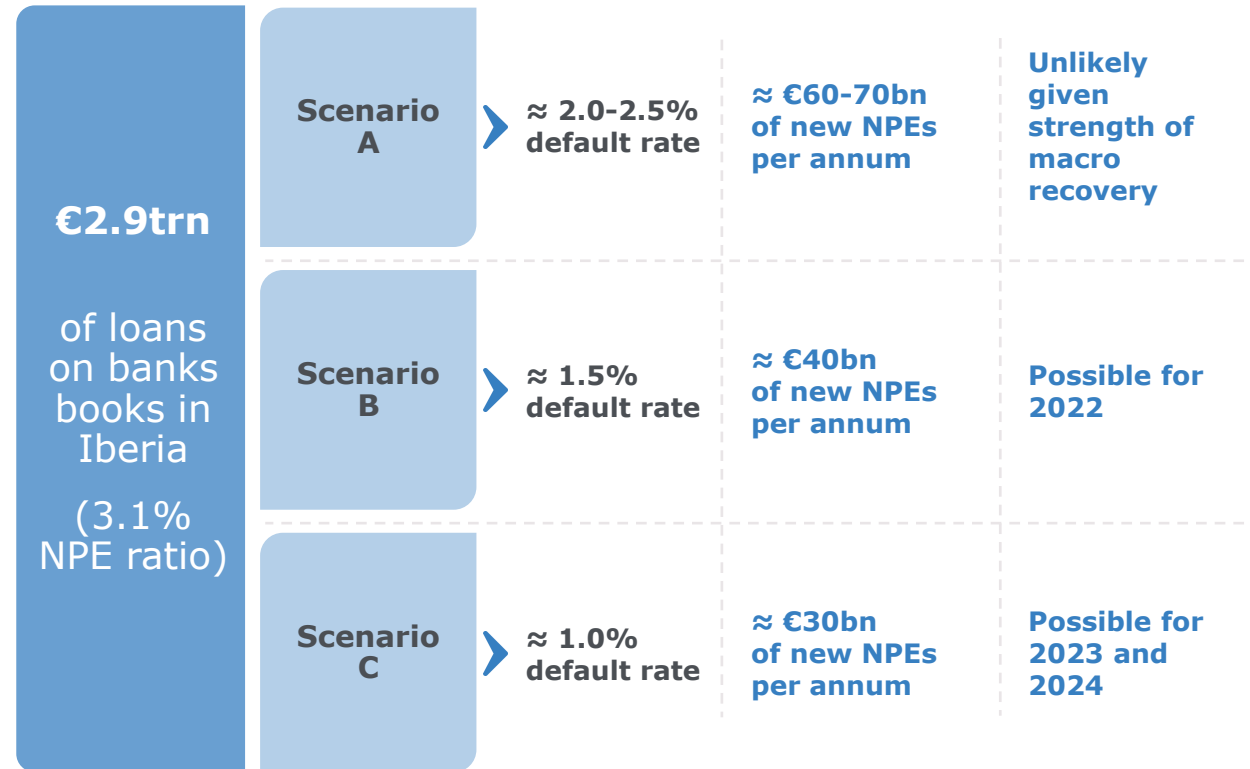 €2.9trn
of loans
on banks
books in
Iberia
(3.1%
NPE ratio)
Scenario
A
≈ 2.0-2.5%
default rate
≈ €60-70bn
of new NPEs
per annum
Unlikely
given
strength of
macro
recovery
Scenario
B
≈ 1.5%
default rate
≈ €40bn
of new NPEs
per annum
Possible for
2022
Scenario
C
≈ 1.0%
default rate
≈ €30bn
of new NPEs
per annum
Possible for
2023 and
2024